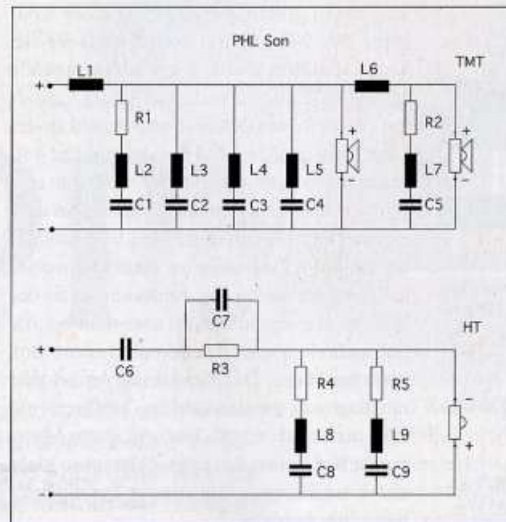 PHL Son
TMT
L1
L6
+
R1
R2
+
+
L2
L3
L4
L5
L7
-
-
C1
C2
C3
C4
C5
-
C7
HT
+
C6
R3
R4
R5
-
L8
L9
+
C8
C9
-